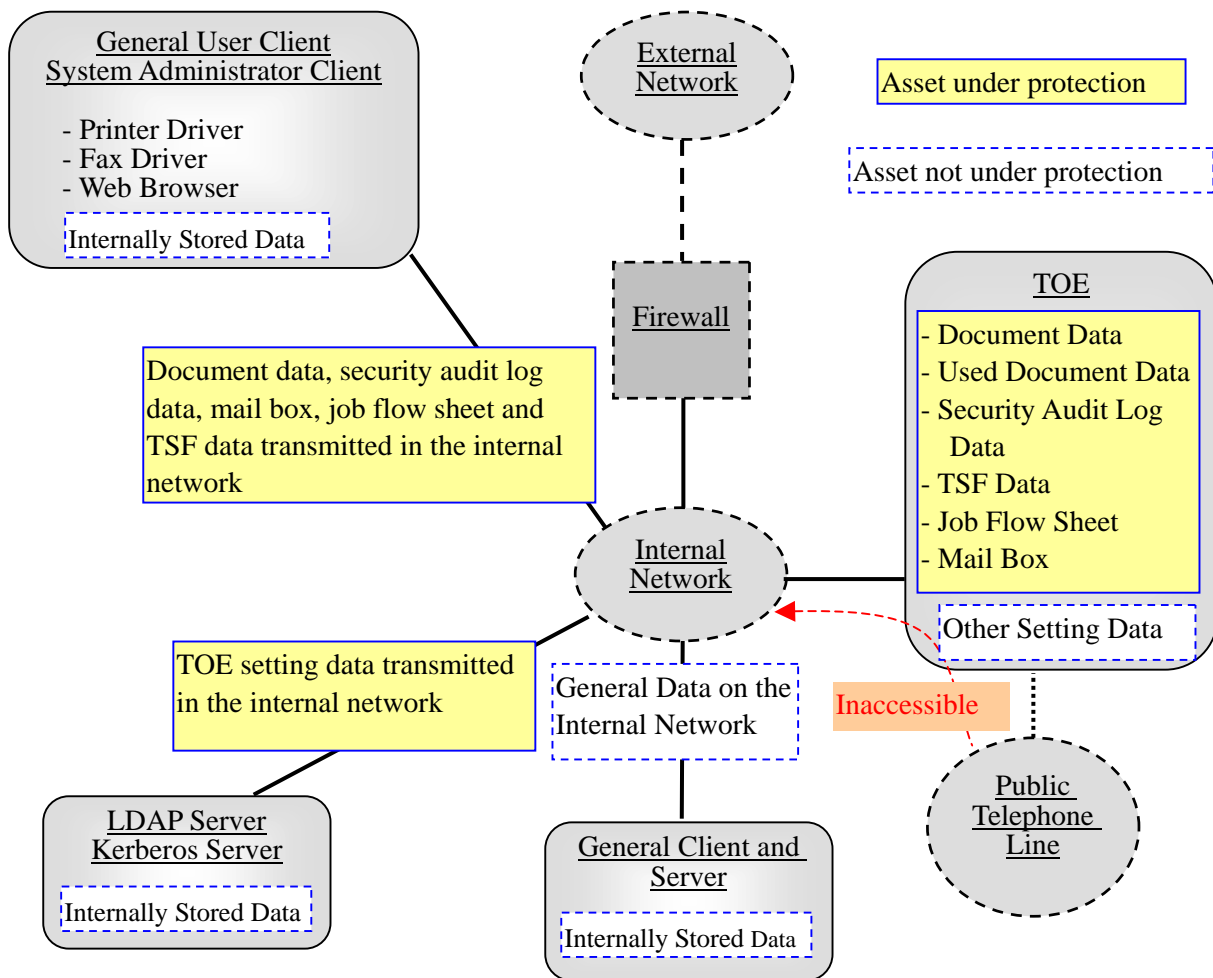 General User Client
System Administrator Client
- Printer Driver
- Fax Driver
- Web Browser
Internally Stored Data
External
Network
Asset under protection
Asset not under protection
Firewall
TOE
- Document Data
- Used Document Data
- Security Audit Log
Data
- TSF Data
- Job Flow Sheet
- Mail Box
Other Setting Data
Document data, security audit log
data, mail box, job flow sheet and
TSF data transmitted in the internal
network
Internal
Network
TOE setting data transmitted
in the internal network
General Data on the
Internal Network
Inaccessible
Public
Telephone
Line
LDAP Server
Kerberos Server
Internally Stored Data
General Client and
Server
Internally Stored Data